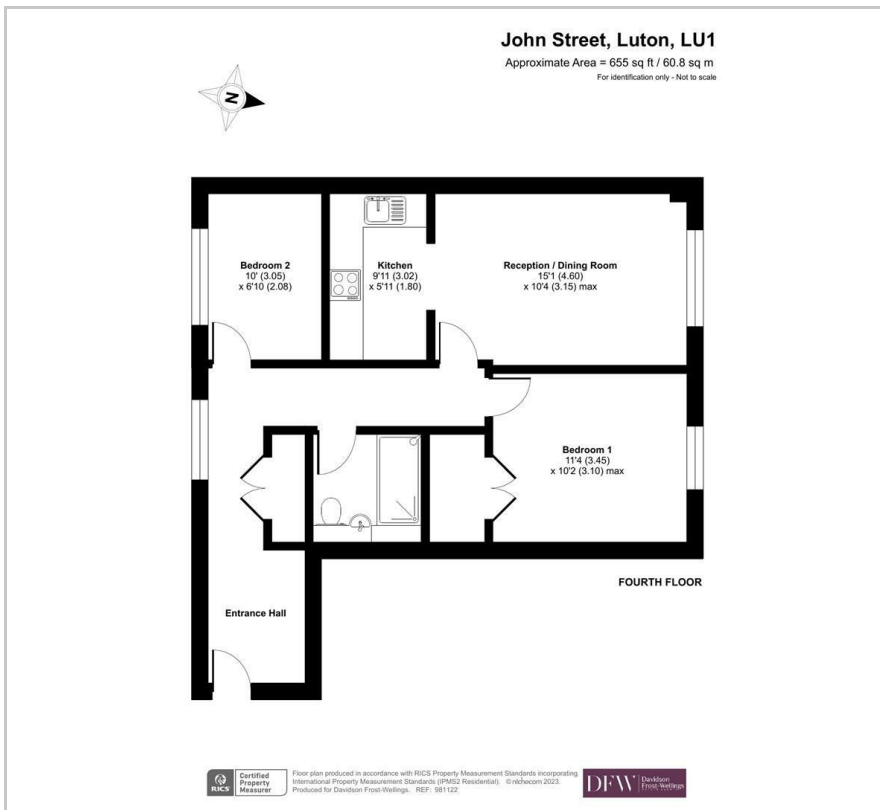 John Street, Luton, LU1
Approximate Area = 655 sq ft / 60.8 sq m
For identification only - Not to scale
N
Bedroom 2
10' (3.05)
x 6'10 (2.08)
Kitchen
9'11 (3.02)
x 5'11 (1.80)
Reception / Dining Room
15'1 (4.60)
x 10'4 (3.15) max
Bedroom 1
11'4 (3.45)
x 10'2 (3.10) max
FOURTH FLOOR
Entrance Hall
RICS
Certified
Property
Measurer
Floor plan produced in accordance with RICS Property Measurement Standards incorporating
International Property Measurement Standards (IPMS2 Residential). © nichecom 2023.
Produced for Davidson Frost-Wellings. REF: 981122
DFW
Davidson
Frost-Wellings